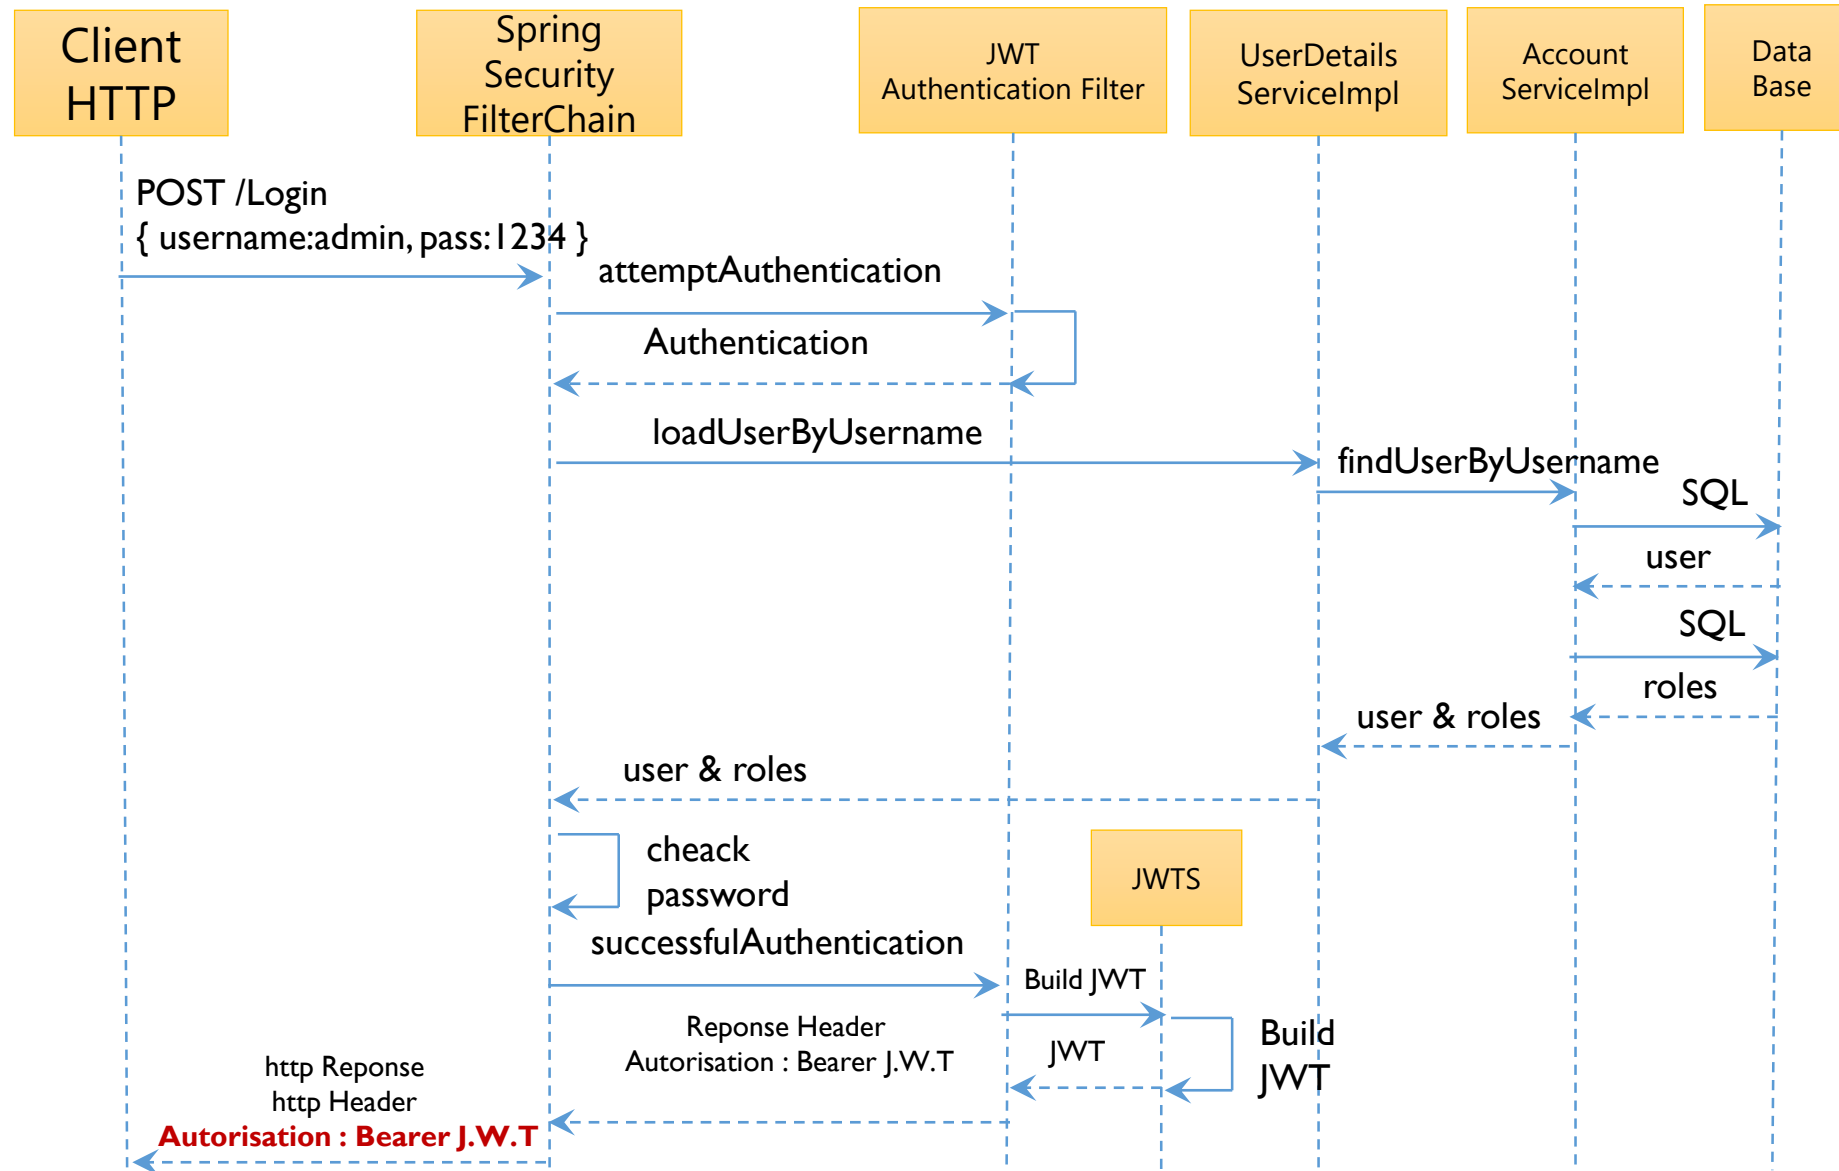 Client
HTTP
Spring
Security
FilterChain
JWT
Authentication Filter
UserDetails
ServiceImpl
Account
ServiceImpl
Data
Base
POST /Login
{ username:admin, pass:1234 }
attemptAuthentication
Authentication
loadUserByUsername
findUserByUsername
SQL
user
SQL
roles
user & roles
user & roles
cheack
password
JWTS
successfulAuthentication
Build JWT
Reponse Header
Autorisation : Bearer J.W.T
JWT
Build
JWT
http Reponse
http Header
Autorisation : Bearer J.W.T